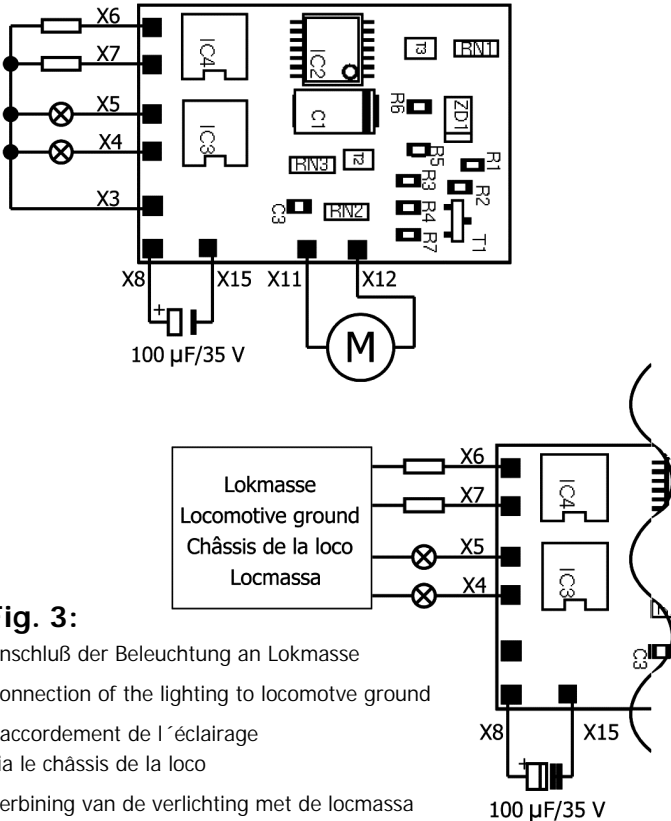 X6
IC4
IC2
T3
RN1
X7
X5
IC3
C1
R6
ZD1
X4
RN3
T2
R5
R1
R3
R2
X3
C3
RN2
R4
R7
T1
X8
X15
X11
X12
+
M
100 µF/35 V
Lokmasse
Locomotive ground
Châssis de la loco
Locmassa
X6
X7
IC4
X5
X4
IC3
C3
Fig. 3:
nschluß der Beleuchtung an Lokmasse
onnection of the lighting to locomotve ground
accordement de l´éclairage
ia le châssis de la loco
erbining van de verlichting met de locmassa
X8
X15
+
100 µF/35 V